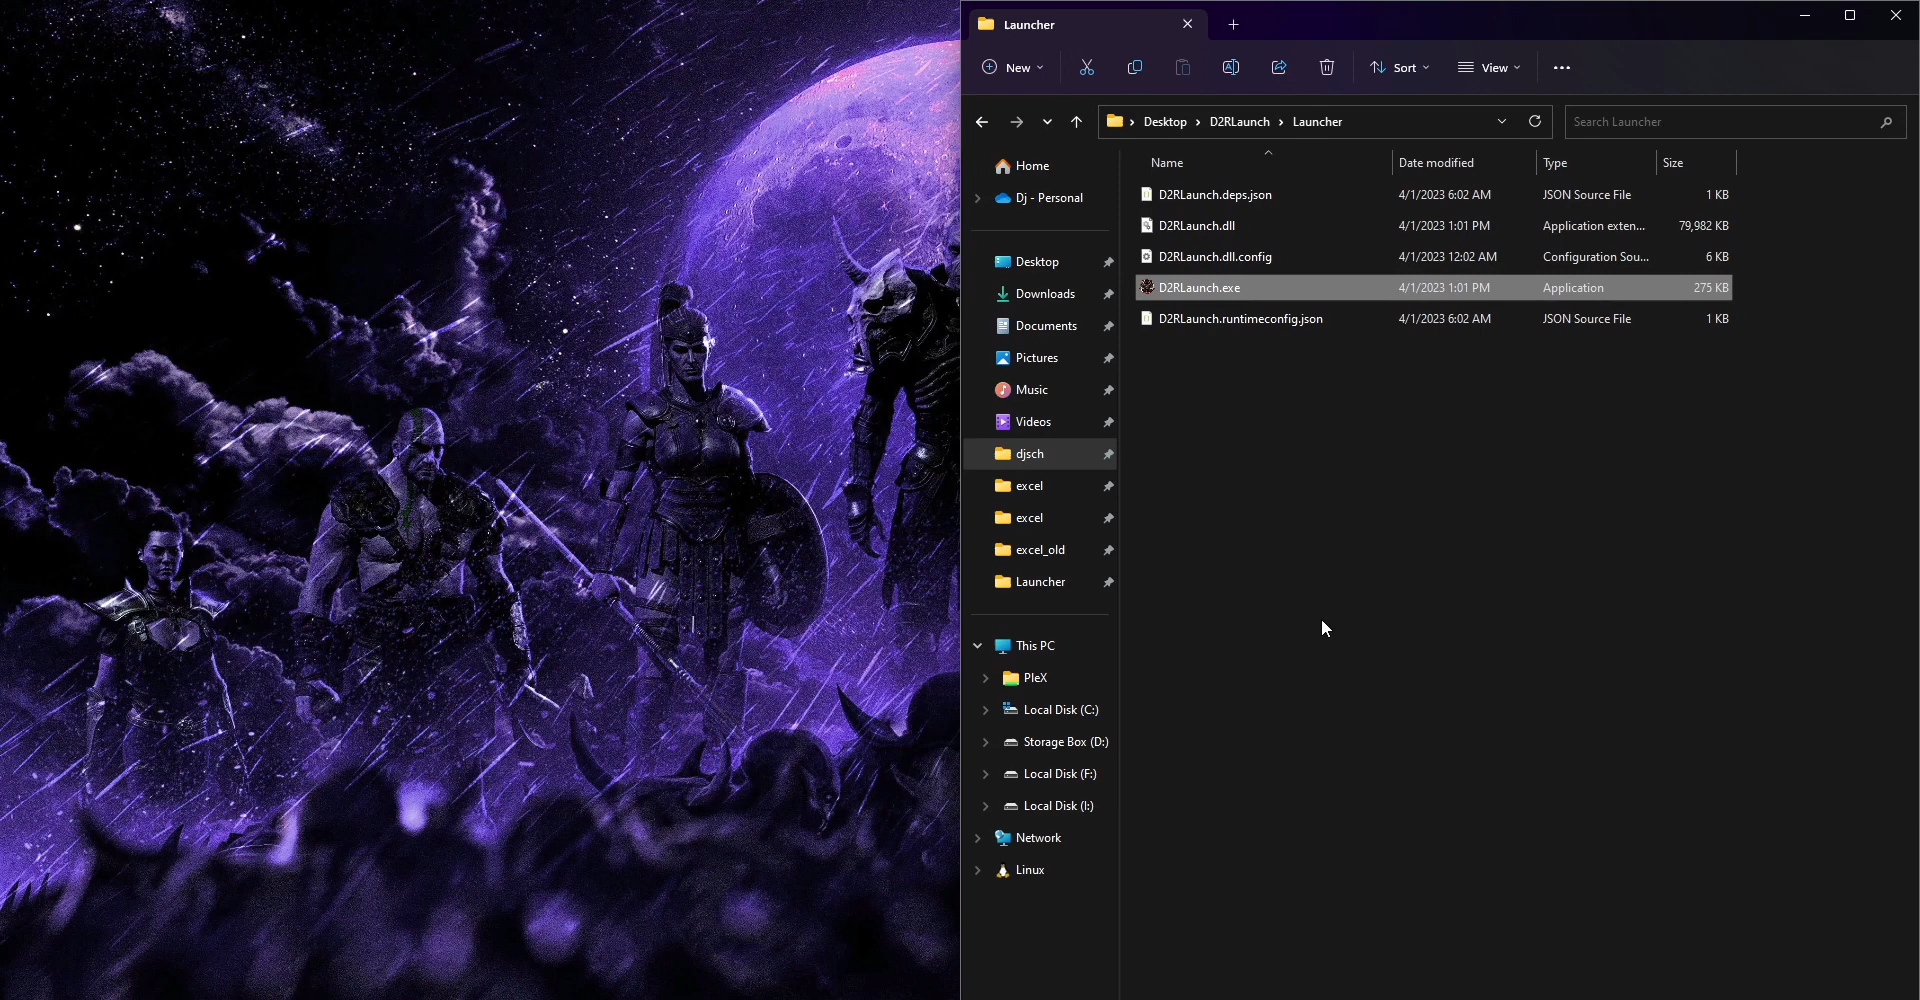 Launcher
New
Sort
View
Desktop > D2RLaunch > Launcher
Search Launcher
Name
Date modified
Type
Size
D2RLaunch.deps.json 4/1/2023 6:02 AM JSON Source File 1 KB
D2RLaunch.dll 4/1/2023 1:01 PM Application exten... 79,982 KB
D2RLaunch.dll.config 4/1/2023 12:02 AM Configuration Sou... 6 KB
D2RLaunch.exe 4/1/2023 1:01 PM Application 275 KB
D2RLaunch.runtimeconfig.json 4/1/2023 6:02 AM JSON Source File 1 KB
Home
Dj - Personal
Desktop
Downloads
Documents
Pictures
Music
Videos
djsch
excel
excel
excel_old
Launcher
This PC
PleX
Local Disk (C:)
Storage Box (D:)
Local Disk (F:)
Local Disk (I:)
Network
Linux